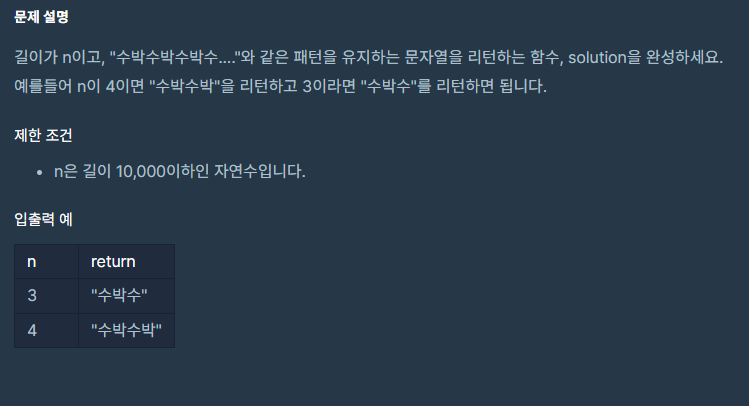 문제 설명
길이가 n이고, "수박수박수박수...."와 같은 패턴을 유지하는 문자열을 리턴하는 함수, solution을 완성하세요.
예를들어 n이 4이면 "수박수박"을 리턴하고 3이라면 "수박수"를 리턴하면 됩니다.
제한 조건
• n은 길이 10,000이하인 자연수입니다.
입출력 예
n return
3 "수박수"
4 "수박수박"